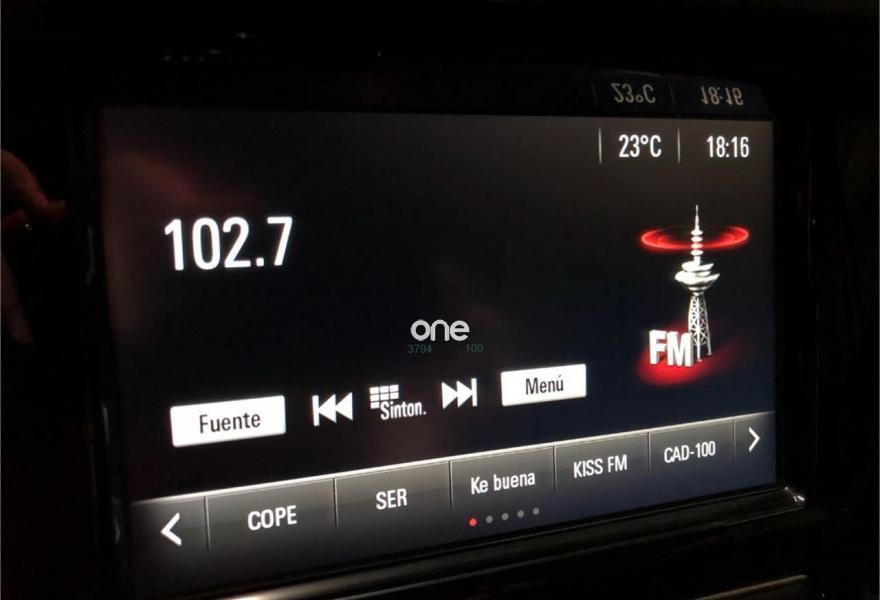 23°C 18:16
23°C 18:16
102.7
one
3794 100
FM
Fuente Sinton. Menú
COPE SER Ke buena KISS FM CAD-100